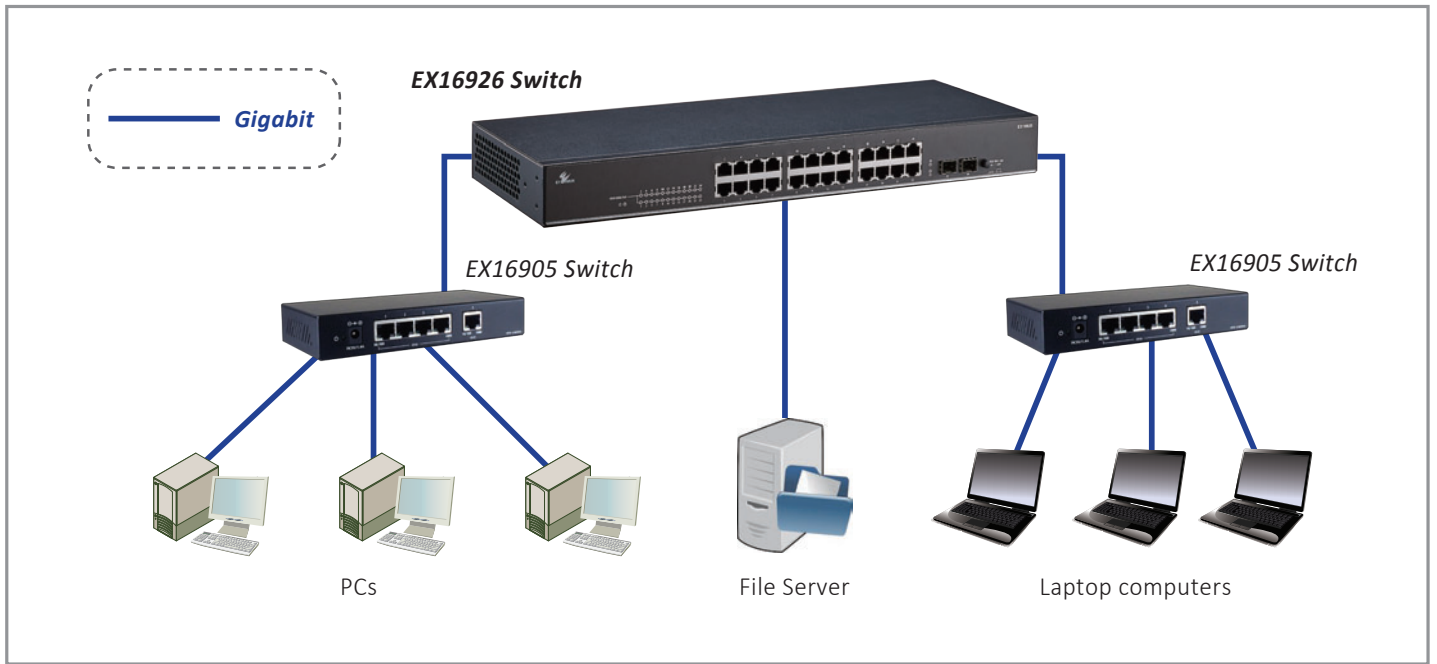 EX16926 Switch
Gigabit
EX16905 Switch
EX16905 Switch
PCs
File Server
Laptop computers